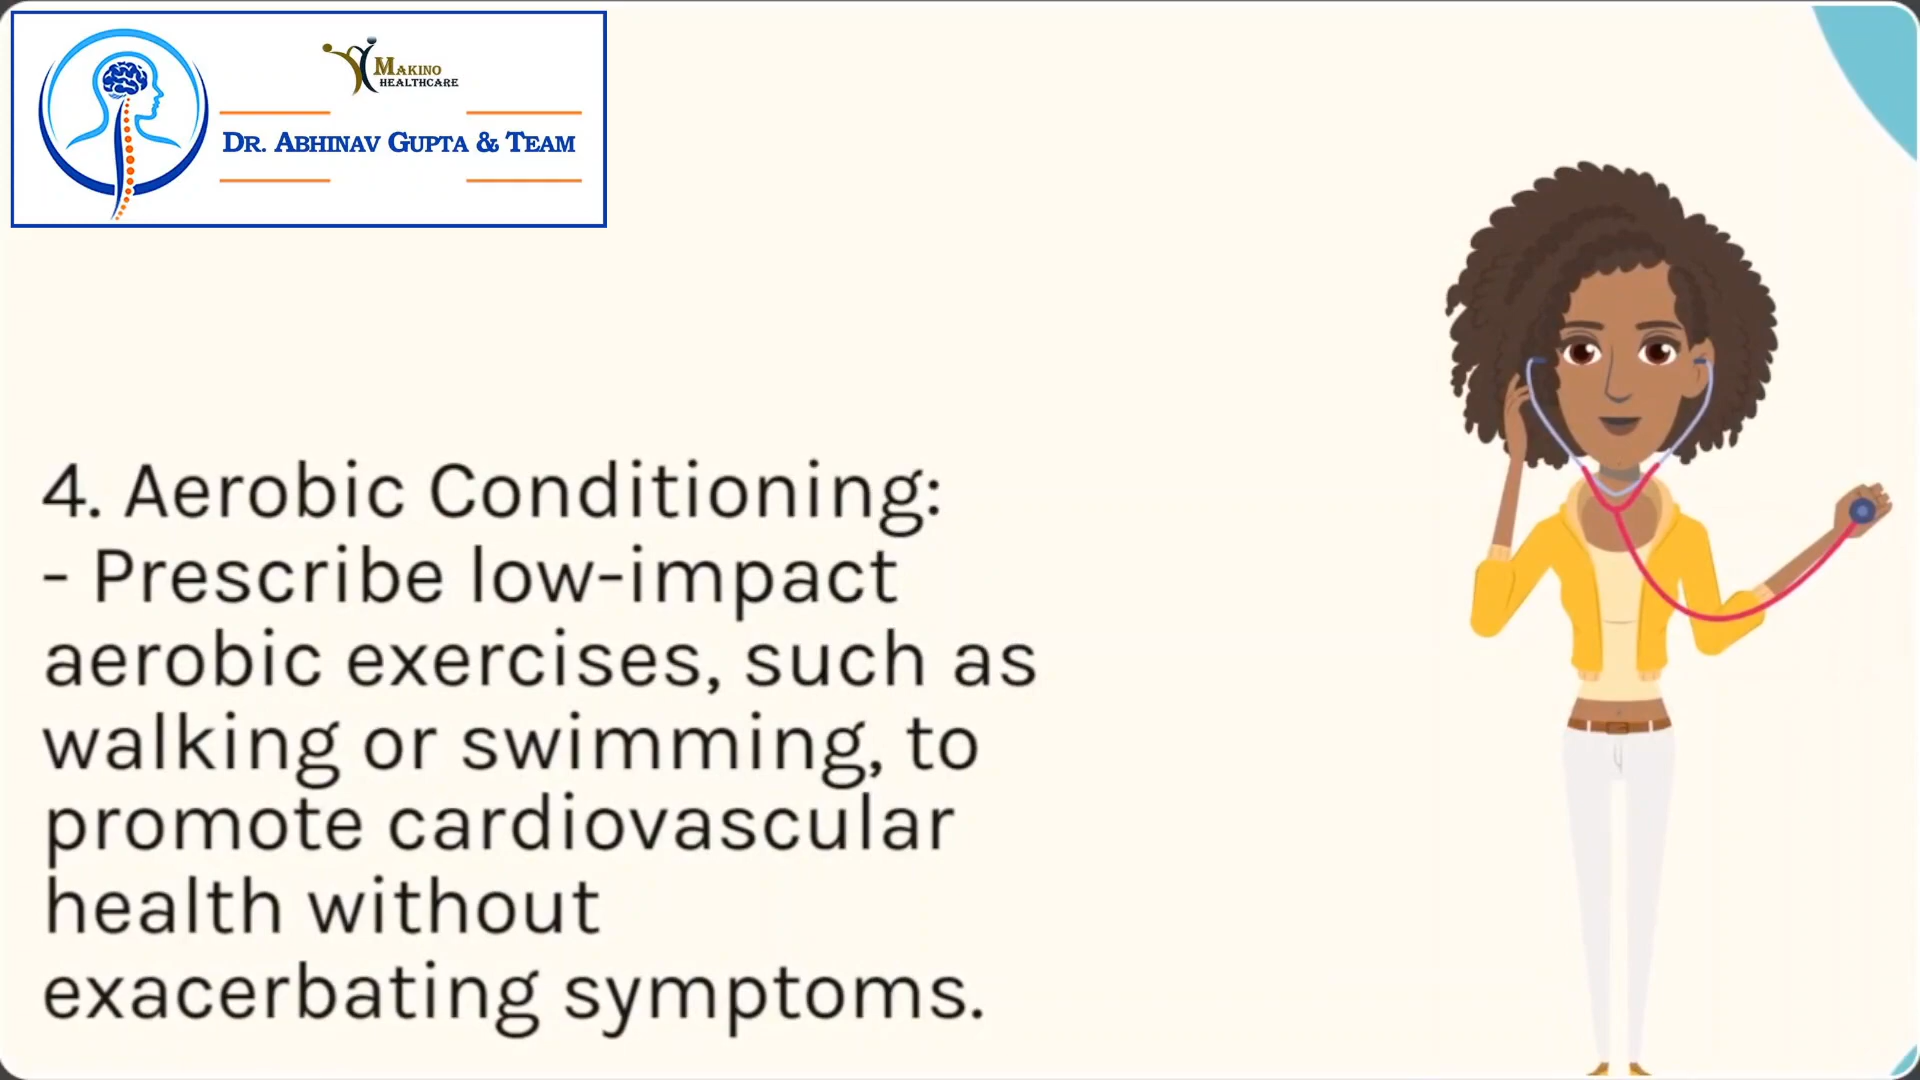 MAKINO
HEALTHCARE
DR. ABHINAV GUPTA & TEAM
4. Aerobic Conditioning:
- Prescribe low-impact
aerobic exercises, such as
walking or swimming, to
promote cardiovascular
health without
exacerbating symptoms.